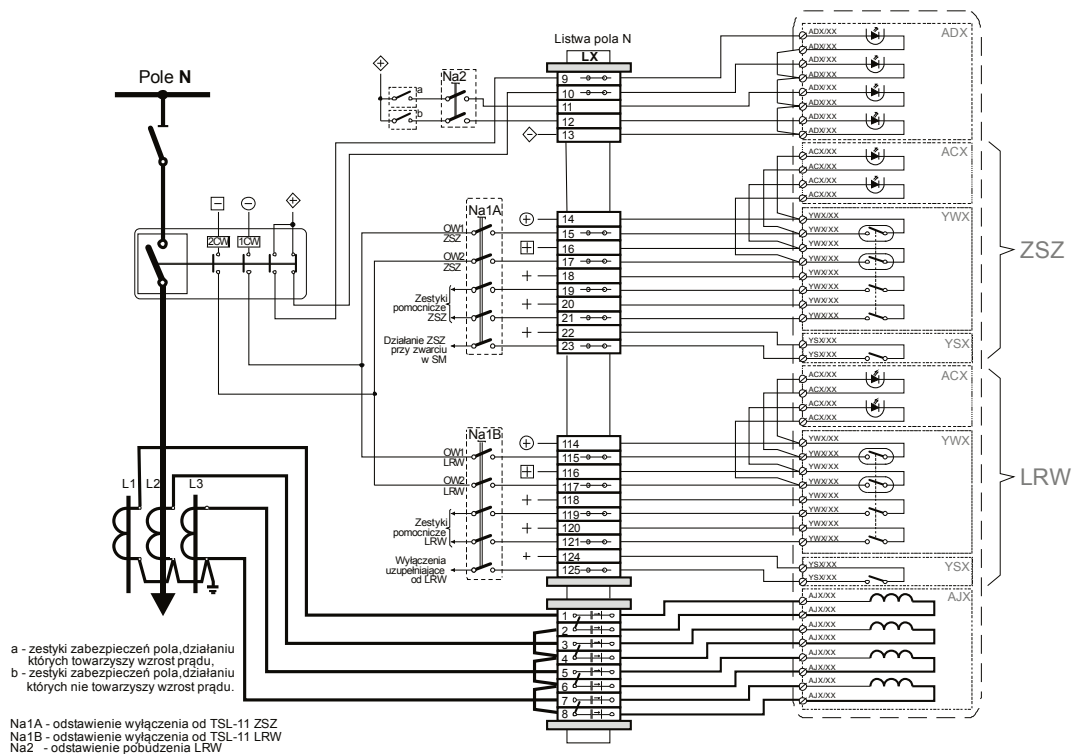 Listwa pola N
LX
Pole N
Na2
a
b
9
10
11
12
13
ADX/XX
ADX/XX
ADX/XX
ADX/XX
ADX/XX
ADX/XX
ADX/XX
ADX/XX
ADX
ACX/XX
ACX/XX
ACX/XX
ACX/XX
ACX
2CW
1CW
Na1A
OW1
ZSZ
OW2
ZSZ
Zestyki
pomocnicze
ZSZ
Działanie ZSZ
przy zwarciu
w SM
14
15
16
17
18
19
20
21
22
23
YWX/XX
YWX/XX
YWX/XX
YWX/XX
YWX/XX
YWX/XX
YWX/XX
YWX/XX
YWX
YSX/XX
YSX/XX
YSX
ZSZ
ACX/XX
ACX/XX
ACX/XX
ACX/XX
ACX
Na1B
OW1
LRW
OW2
LRW
Zestyki
pomocnicze
LRW
Wyłączenia
uzupełniające
od LRW
114
115
116
117
118
119
120
121
124
125
YWX/XX
YWX/XX
YWX/XX
YWX/XX
YWX/XX
YWX/XX
YWX/XX
YWX/XX
YWX
YSX/XX
YSX/XX
YSX
LRW
L1
L2
L3
1
2
3
4
5
6
7
8
AJX/XX
AJX/XX
AJX/XX
AJX/XX
AJX/XX
AJX/XX
AJX/XX
AJX/XX
AJX
a - zestyki zabezpieczeń pola,działaniu
których towarzyszy wzrost prądu,
b - zestyki zabezpieczeń pola,działaniu
których nie towarzyszy wzrost prądu.
Na1A - odstawienie wyłączenia od TSL-11 ZSZ
Na1B - odstawienie wyłączenia od TSL-11 LRW
Na2 - odstawienie pobudzenia LRW